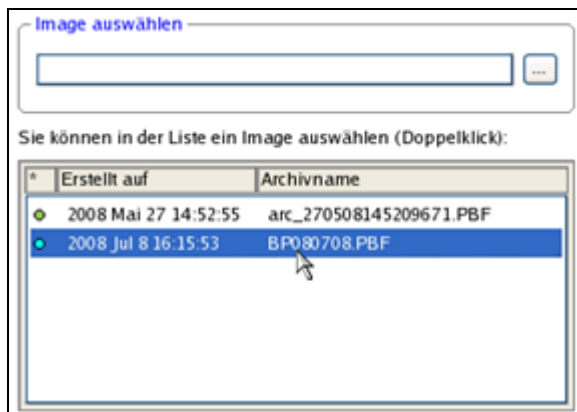 Image auswählen
...
Sie können in der Liste ein Image auswählen (Doppelklick):
* Erstellt auf Archivname
2008 Mai 27 14:52:55 arc_270508145209671.PBF
2008 Jul 8 16:15:53 BP080708.PBF